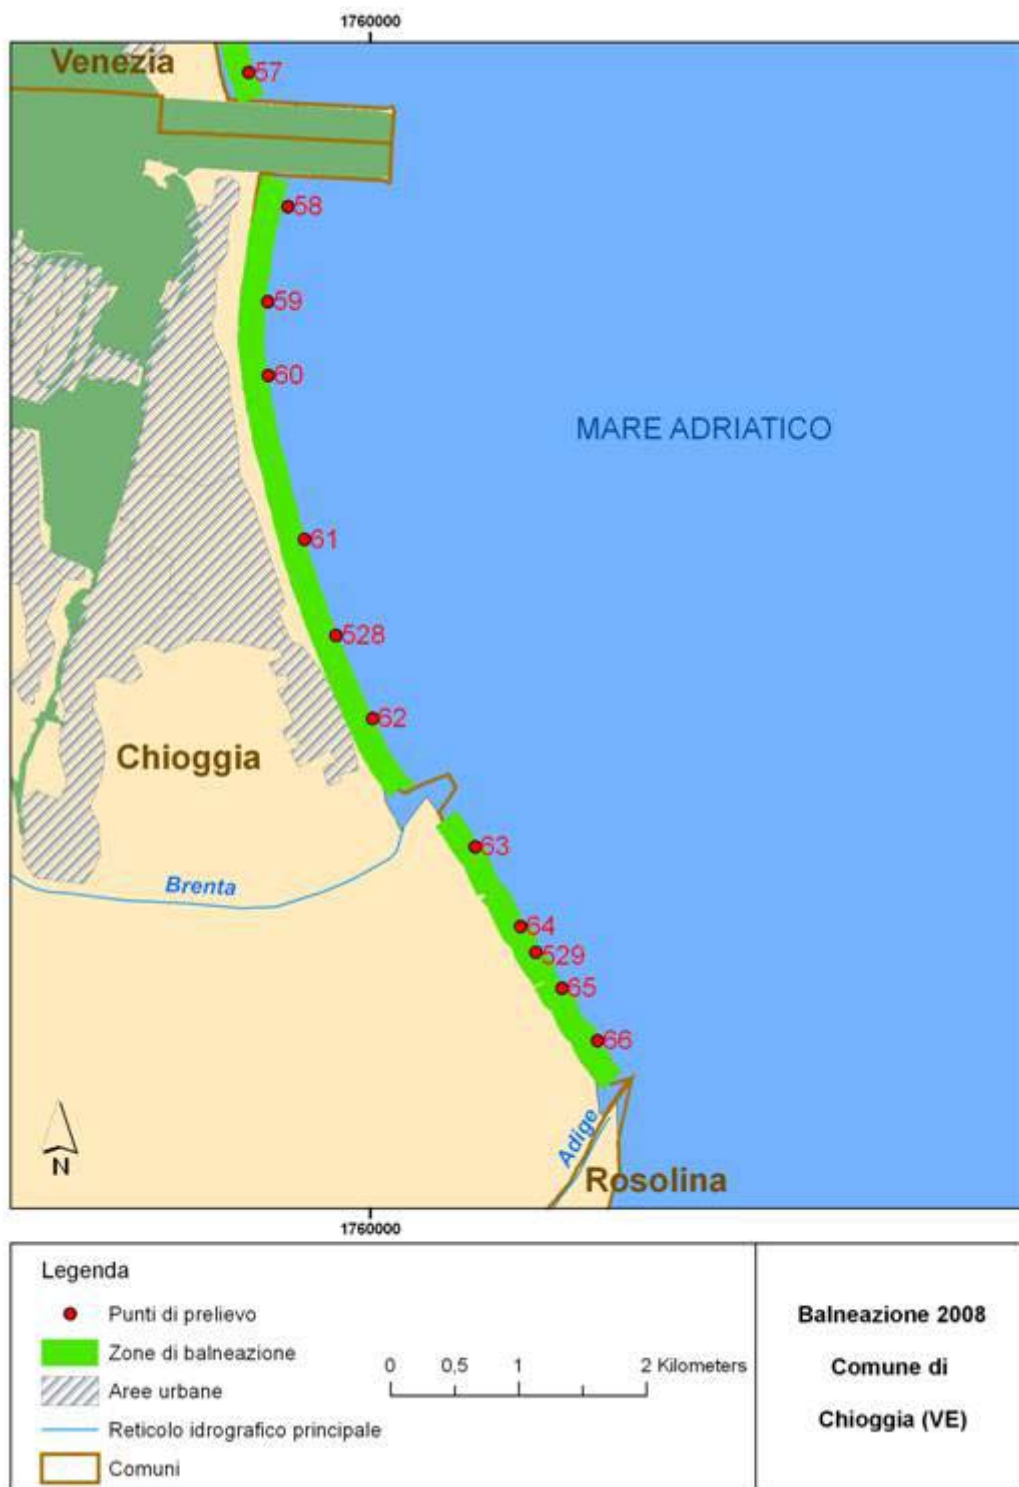 1760000
Venezia
57
58
59
60
MARE ADRIATICO
61
528
62
Chioggia
63
Brenta
64
529
65
66
Adige
N
Rosolina
1760000
Legenda
Punti di prelievo
Zone di balneazione
0 0,5 1 2 Kilometers
Aree urbane
Reticolo idrografico principale
Comuni
Balneazione 2008
Comune di
Chioggia (VE)